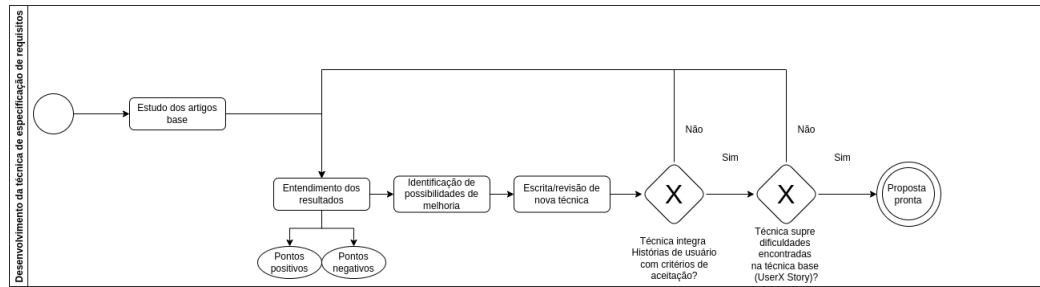 Desenvolvimento da técnica de especificação de requisitos
Estudo dos artigos
base
Entendimento dos
resultados
Pontos
positivos
Pontos
negativos
Identificação de
possibilidades de
melhoria
Escrita/revisão de
nova técnica
X
Não
Sim
Técnica integra
Histórias de usuário
com critérios de
aceitação?
X
Não
Sim
Técnica supre
dificuldades
encontradas
na técnica base
(UserX Story)?
Proposta
pronta